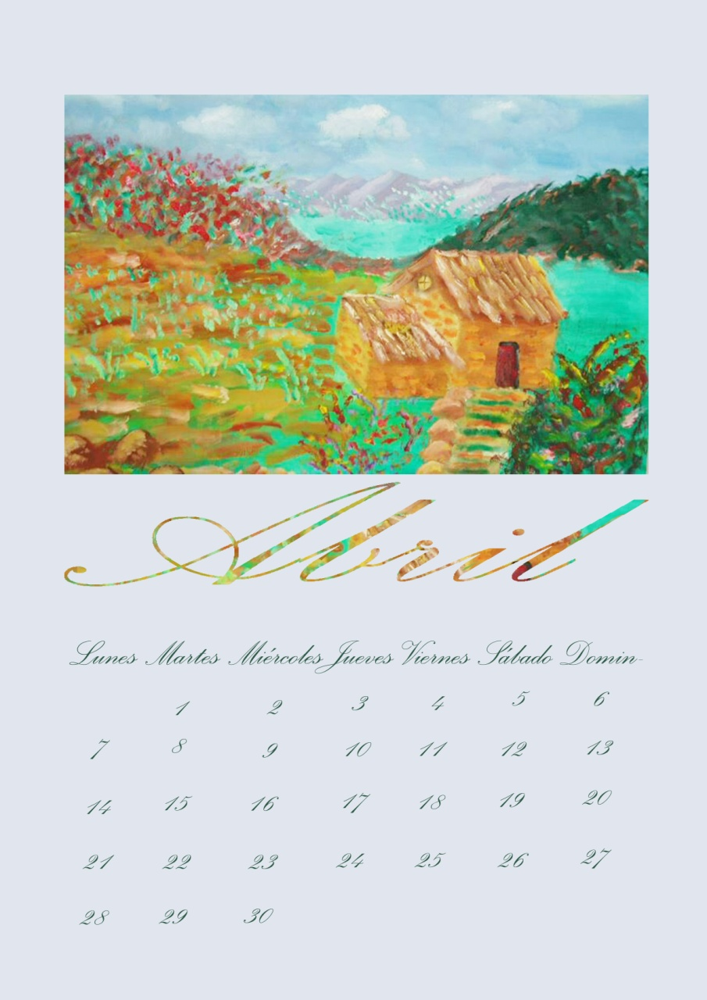 Abril
Lunes Martes Miércoles Jueves Viernes Sábado Domin-
1 2 3 4 5 6
7 8 9 10 11 12 13
14 15 16 17 18 19 20
21 22 23 24 25 26 27
28 29 30